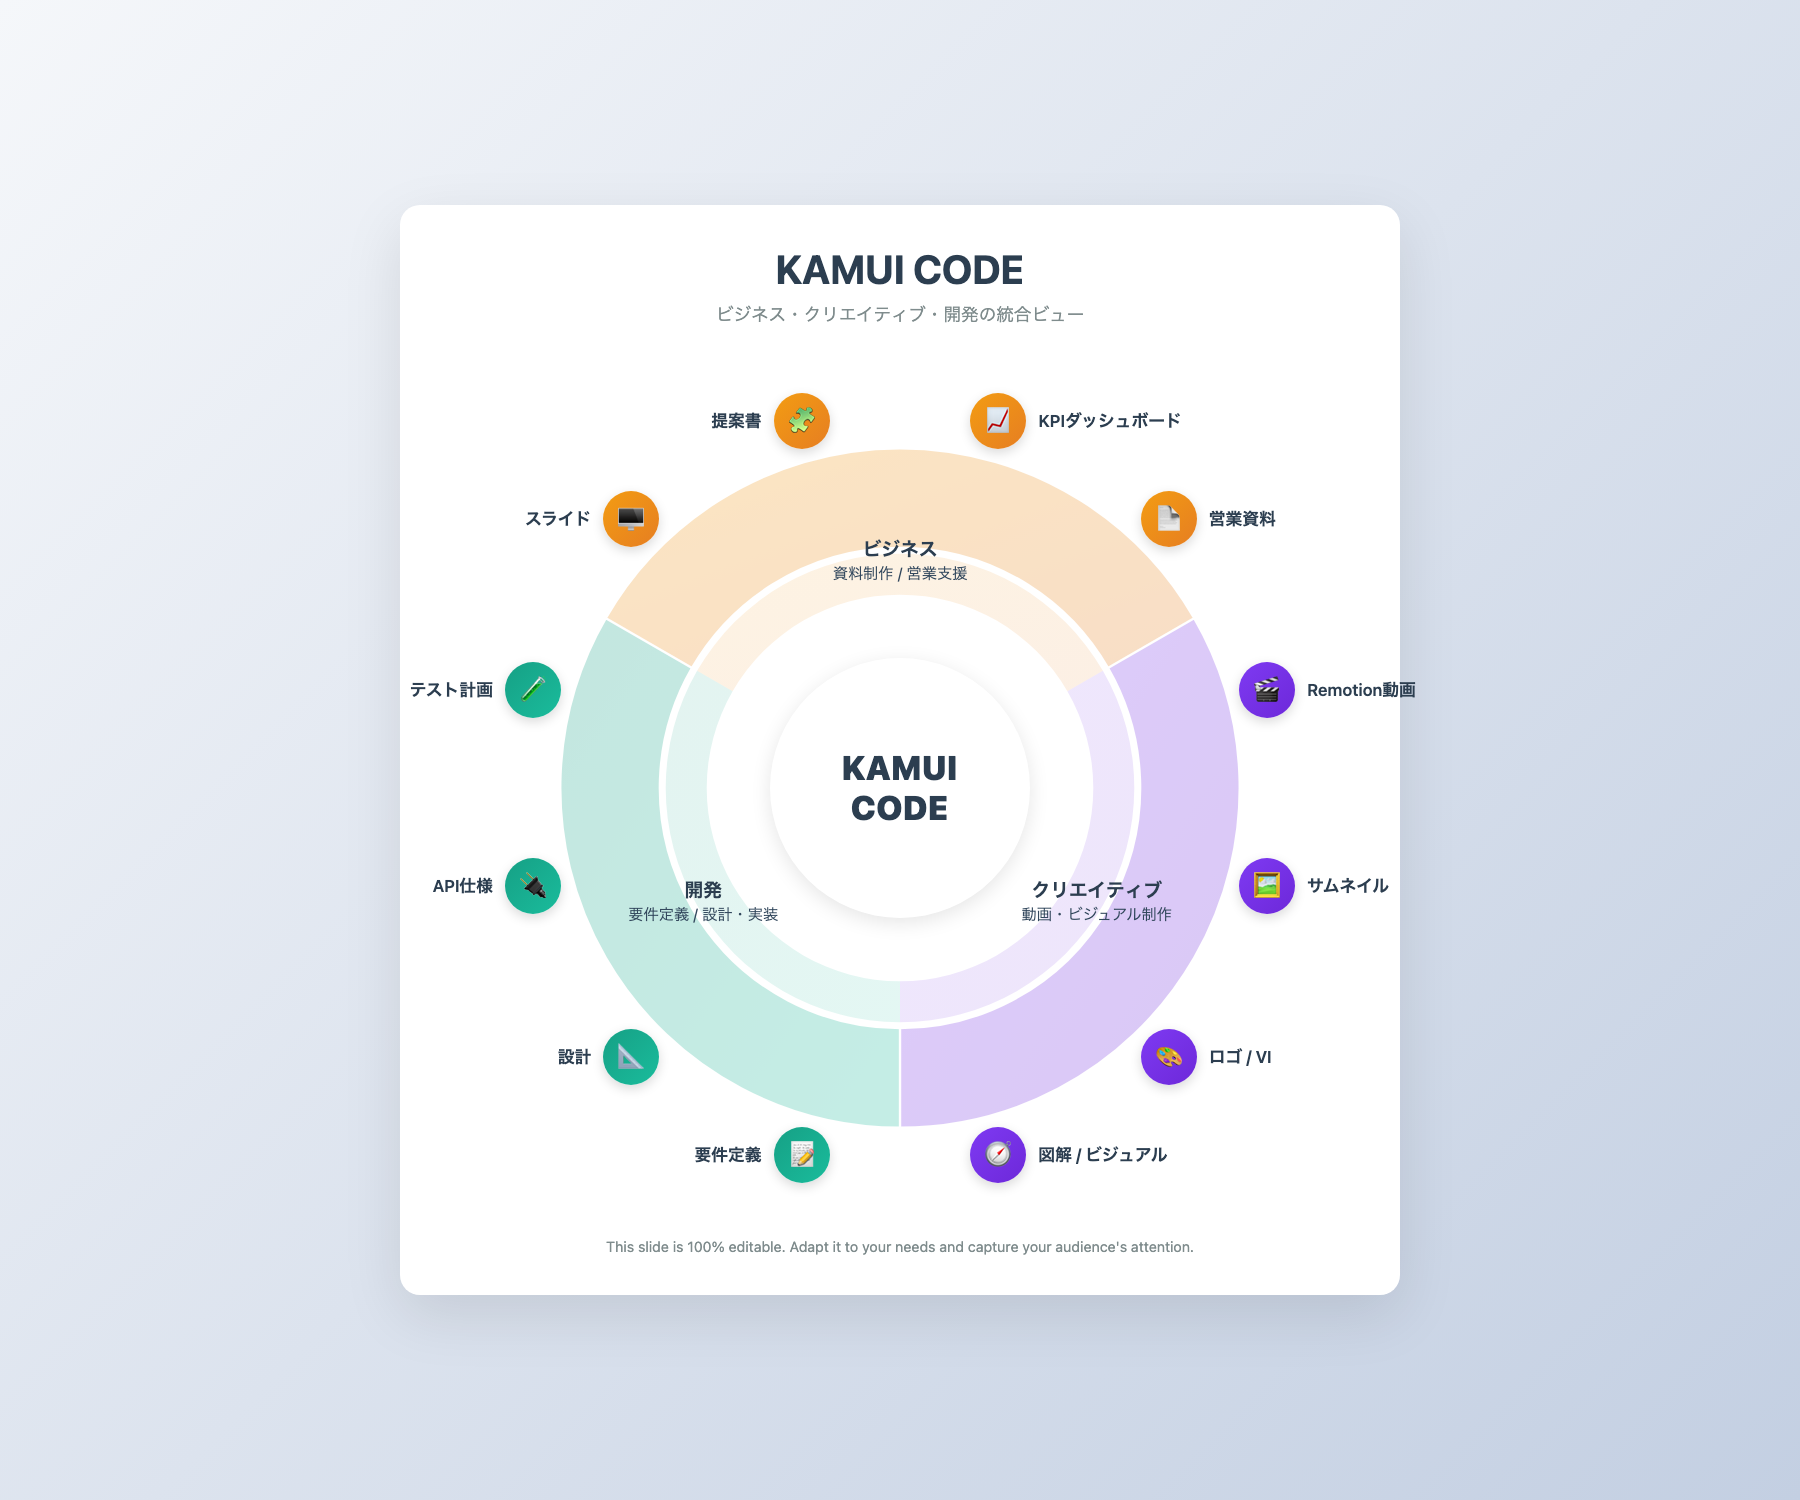 KAMUI CODE
ビジネス・クリエイティブ・開発の統合ビュー
提案書
KPIダッシュボード
スライド
営業資料
ビジネス
資料制作 / 営業支援
テスト計画
Remotion動画
KAMUI
CODE
API仕様
開発
要件定義 / 設計・実装
クリエイティブ
動画・ビジュアル制作
サムネイル
設計
ロゴ / VI
要件定義
図解 / ビジュアル
This slide is 100% editable. Adapt it to your needs and capture your audience's attention.